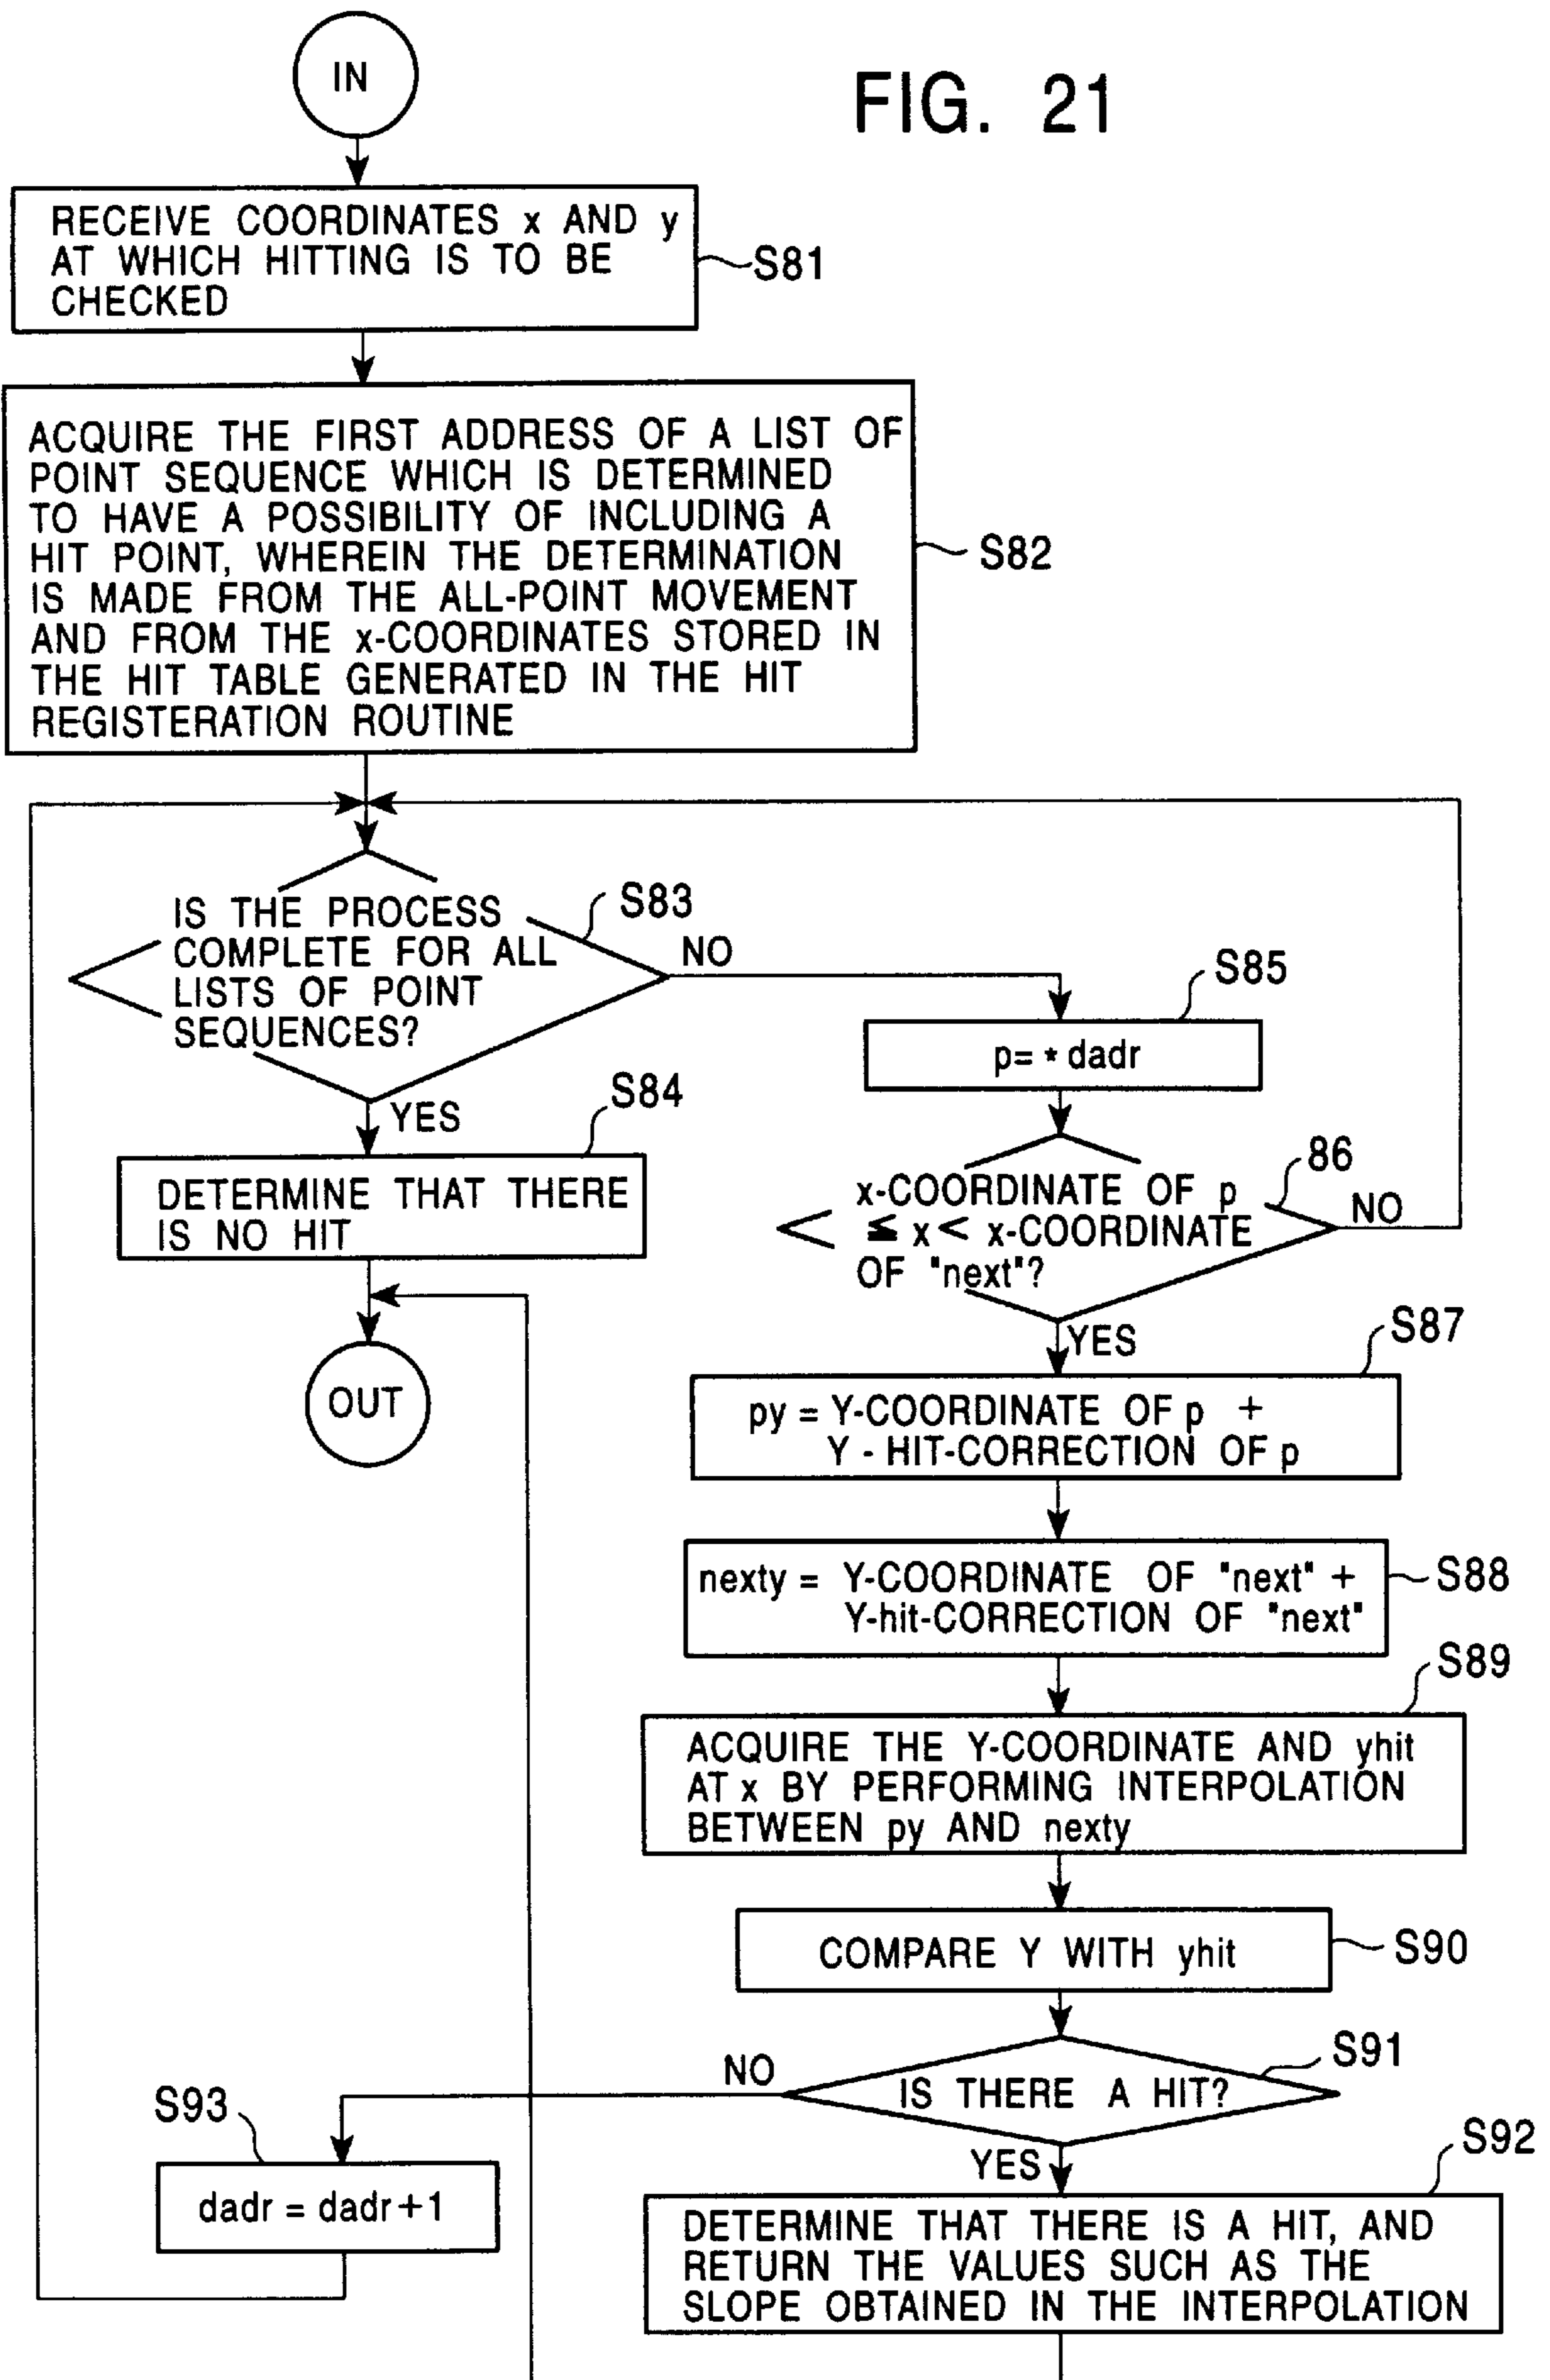 IN
FIG. 21
RECEIVE COORDINATES x AND y
AT WHICH HITTING IS TO BE
CHECKED
S81
ACQUIRE THE FIRST ADDRESS OF A LIST OF
POINT SEQUENCE WHICH IS DETERMINED
TO HAVE A POSSIBILITY OF INCLUDING A
HIT POINT, WHEREIN THE DETERMINATION
IS MADE FROM THE ALL-POINT MOVEMENT
AND FROM THE x-COORDINATES STORED IN
THE HIT TABLE GENERATED IN THE HIT
REGISTERATION ROUTINE
S82
IS THE PROCESS
COMPLETE FOR ALL
LISTS OF POINT
SEQUENCES?
S83
NO
YES
S84
DETERMINE THAT THERE
IS NO HIT
OUT
S85
p= * dadr
86
x-COORDINATE OF p
≦ x < x-COORDINATE
OF "next"?
NO
YES
S87
py = Y-COORDINATE OF p +
Y - HIT-CORRECTION OF p
nexty = Y-COORDINATE OF "next" +
Y-hit-CORRECTION OF "next"
S88
S89
ACQUIRE THE Y-COORDINATE AND yhit
AT x BY PERFORMING INTERPOLATION
BETWEEN py AND nexty
COMPARE Y WITH yhit
S90
S91
IS THERE A HIT?
NO
YES
S93
dadr = dadr+1
S92
DETERMINE THAT THERE IS A HIT, AND
RETURN THE VALUES SUCH AS THE
SLOPE OBTAINED IN THE INTERPOLATION